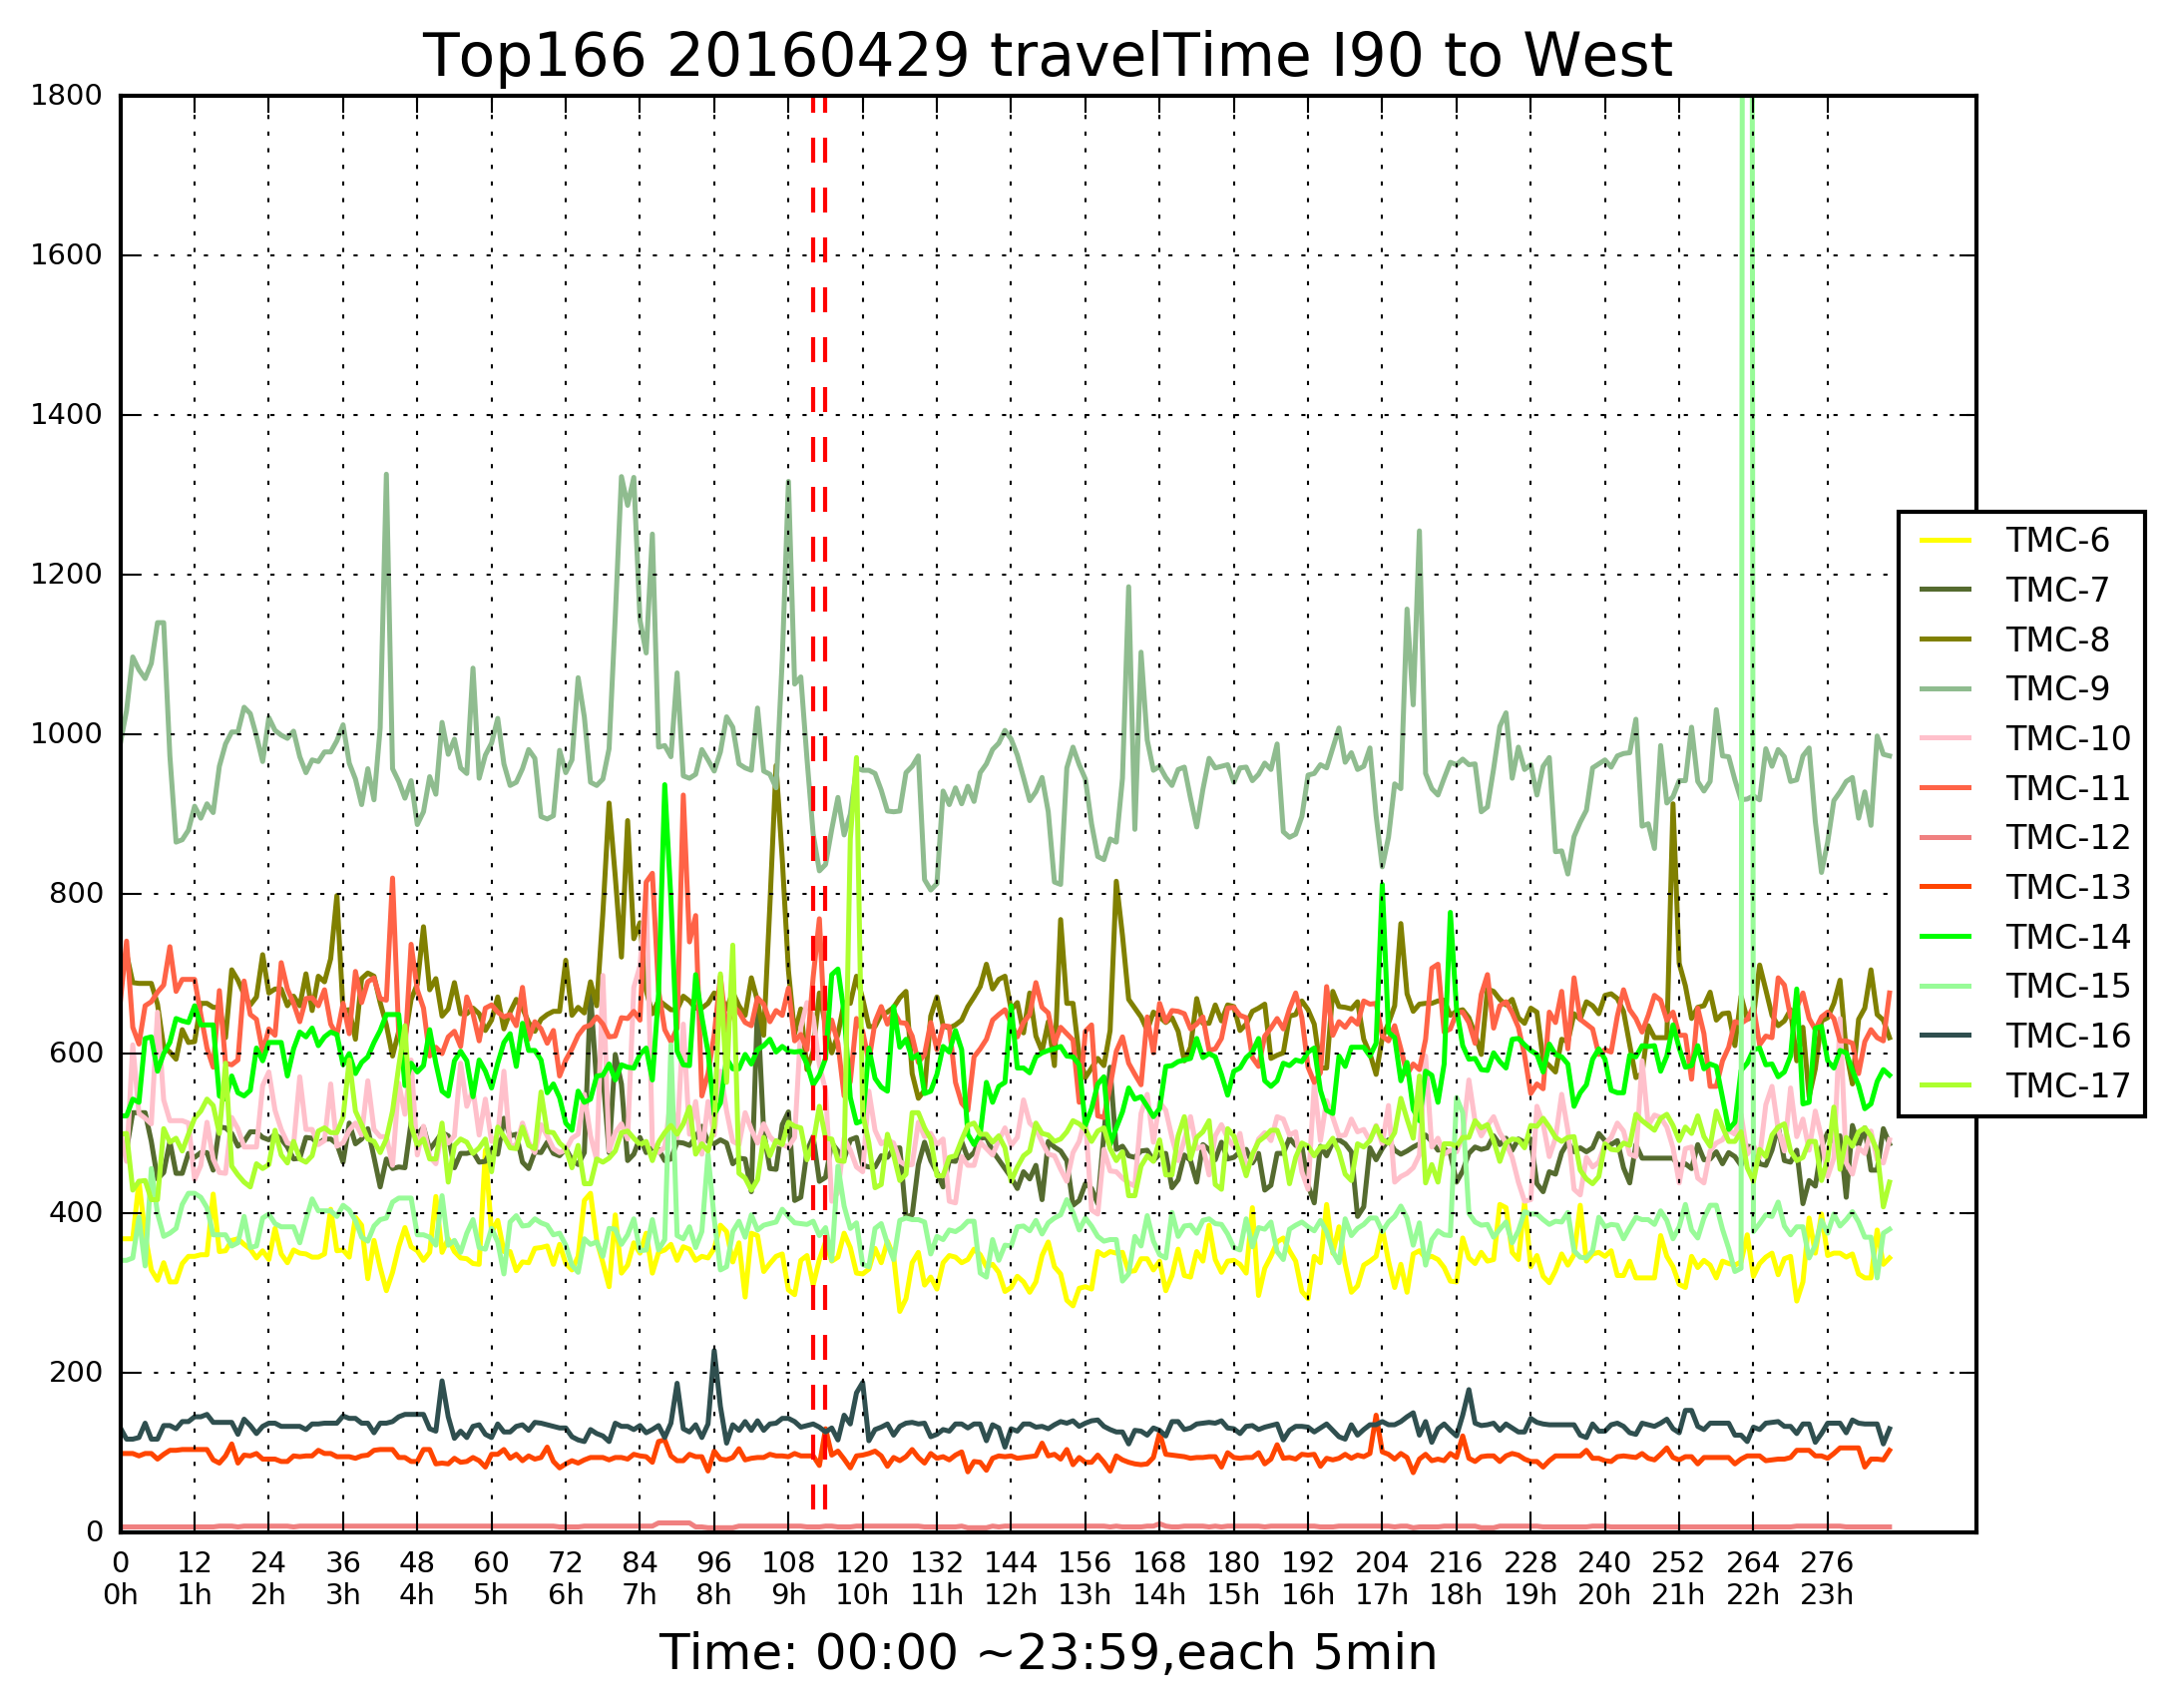 Top166 20160429 travelTime I90 to West
1800
1600
1400
1200
1000
800
600
400
200
0
TMC-6
TMC-7
TMC-8
TMC-9
TMC-10
TMC-11
TMC-12
TMC-13
TMC-14
TMC-15
TMC-16
TMC-17
0 12 24 36 48 60 72 84 96 108 120 132 144 156 168 180 192 204 216 228 240 252 264 276
0h 1h 2h 3h 4h 5h 6h 7h 8h 9h 10h 11h 12h 13h 14h 15h 16h 17h 18h 19h 20h 21h 22h 23h
Time: 00:00 ~23:59,each 5min